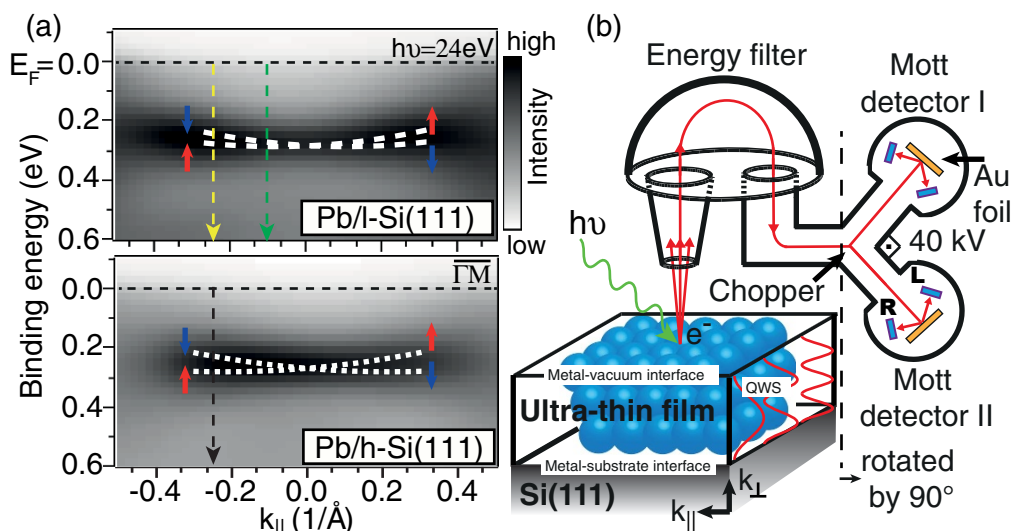 (a)
hυ=24eV
high
E_F=0.0
0.2
0.4
0.6
Binding energy (eV)
Pb/l-Si(111)
Intensity
low
ΓM
0.0
0.2
0.4
0.6
Pb/h-Si(111)
-0.4 -0.2 0.0 0.2 0.4
k|| (1/Å)
(b)
Energy filter
Mott
detector I
Au
foil
40 kV
hυ
Chopper
L
R
e-
Metal-vacuum interface
QWS
Ultra-thin film
Metal-substrate interface
Si(111)
k⊥
k||
Mott
detector II
rotated
by 90°